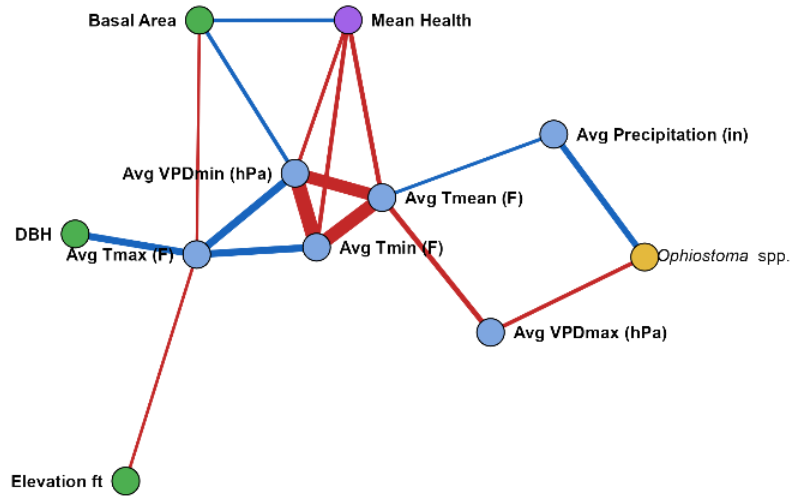 Basal Area
Mean Health
Avg Precipitation (in)
Avg VPDmin (hPa)
Avg Tmean (F)
DBH
Avg Tmax (F)
Avg Tmin (F)
Ophiostoma spp.
Avg VPDmax (hPa)
Elevation ft